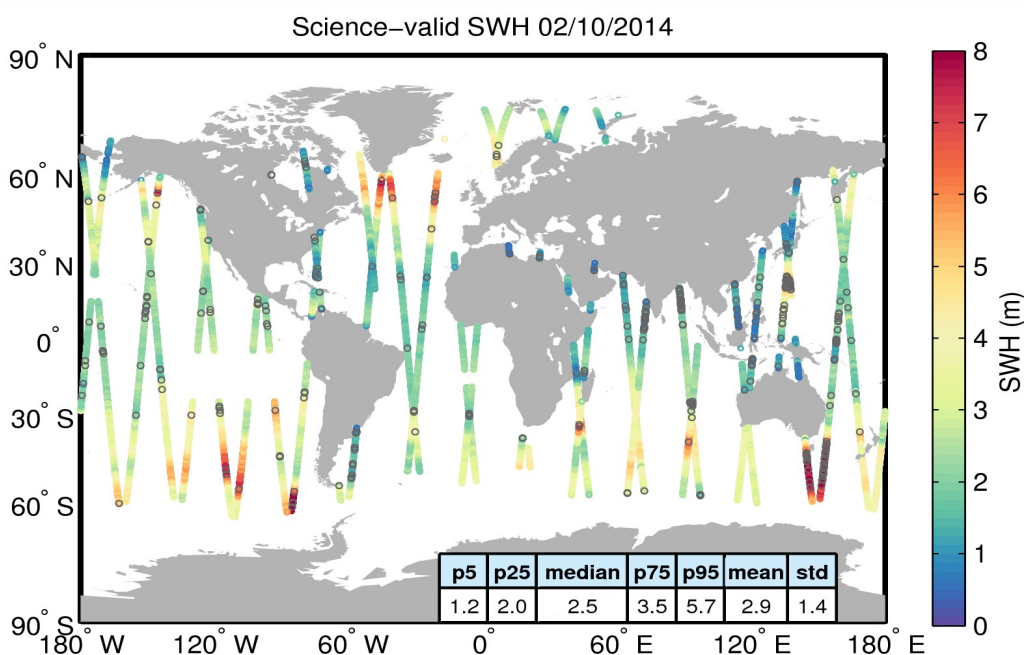 Science−valid SWH 02/10/2014
90° N
60° N
30° N
0°
30° S
60° S
90° S
180° W
120° W
60° W
0°
60° E
120° E
180° E
p5 p25 median p75 p95 mean std
1.2 2.0 2.5 3.5 5.7 2.9 1.4
8
7
6
5
4
3
2
1
0
SWH (m)